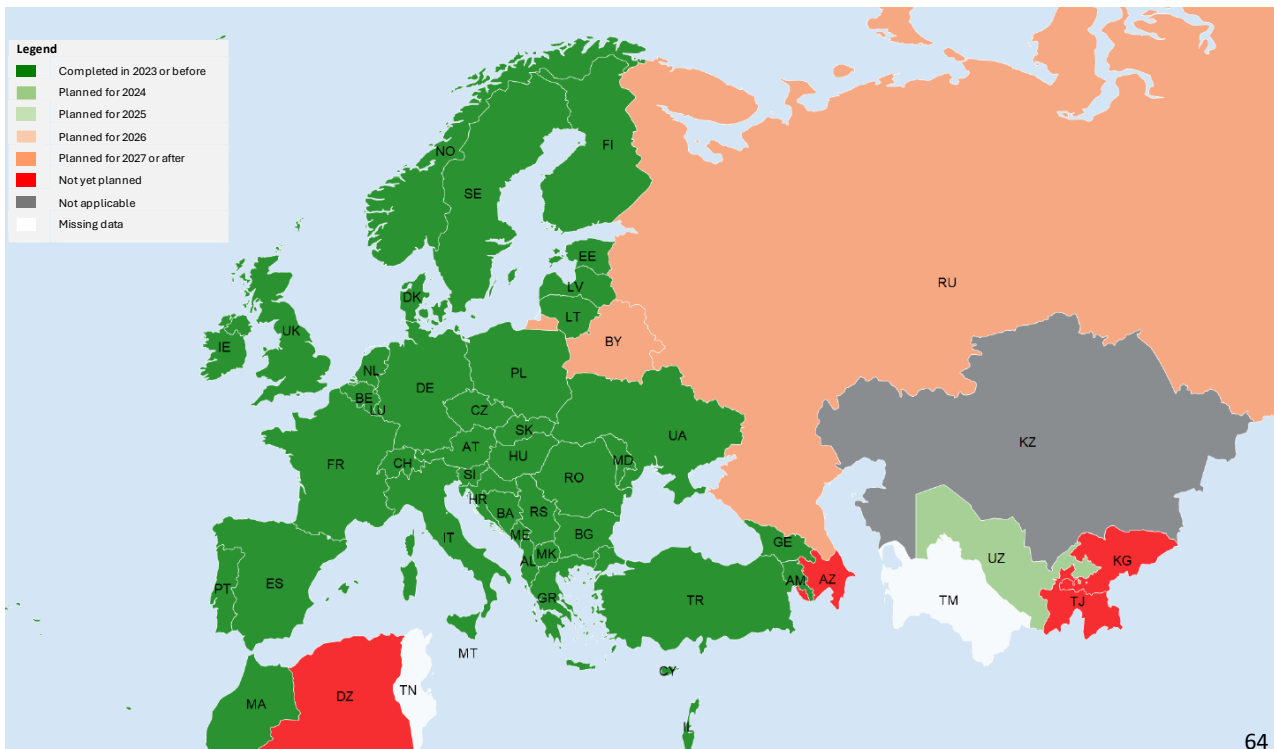 Legend
Completed in 2023 or before
Planned for 2024
Planned for 2025
Planned for 2026
Planned for 2027 or after
Not yet planned
Not applicable
Missing data
NO
FI
SE
EE
RU
LV
DK
LT
UK
BY
IE
NL
PL
DE
BE
LU
CZ
SK
UA
KZ
AT
HU
FR
CH
MD
SI
RO
HR
BA
RS
IT
ME
BG
GE
MK
UZ
AL
KG
PT
ES
AM
AZ
GR
TR
TM
TJ
MT
CY
TN
DZ
MA
IL
64